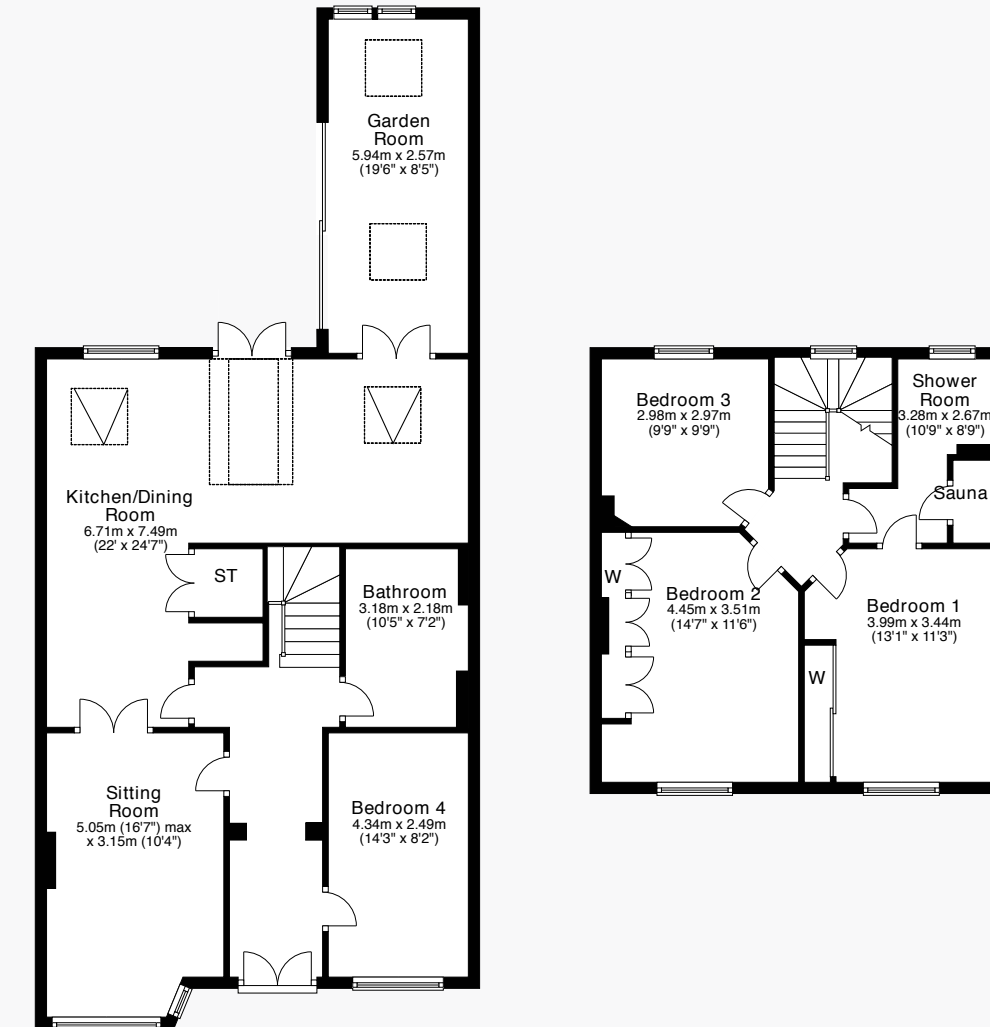 Garden
Room
5.94m x 2.57m
(19'6" x 8'5")
Kitchen/Dining
Room
6.71m x 7.49m
(22' x 24'7")
ST
Bathroom
3.18m x 2.18m
(10'5" x 7'2")
Sitting
Room
5.05m (16'7") max
x 3.15m (10'4")
Bedroom 4
4.34m x 2.49m
(14'3" x 8'2")
Bedroom 3
2.98m x 2.97m
(9'9" x 9'9")
Shower
Room
3.28m x 2.67m
(10'9" x 8'9")
Sauna
W
Bedroom 2
4.45m x 3.51m
(14'7" x 11'6")
Bedroom 1
3.99m x 3.44m
(13'1" x 11'3")
W